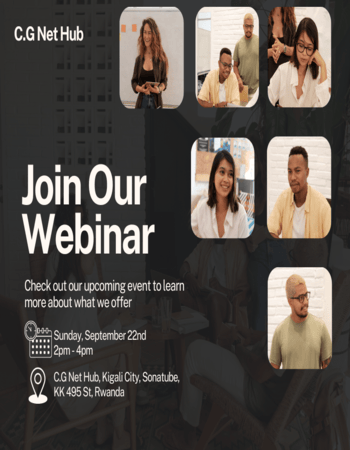 C.G Net Hub
Join Our
Webinar
Check out our upcoming event to learn
more about what we offer
Sunday, September 22nd
2pm - 4pm
C.G Net Hub, Kigali City, Sonatube,
KK 495 St, Rwanda